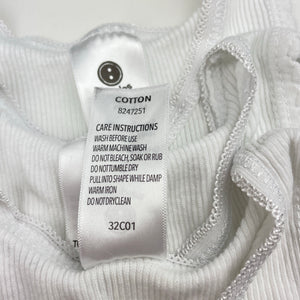 COTTON
8247251
CARE INSTRUCTIONS
WASH BEFORE USE
WARM MACHINE WASH
DO NOT BLEACH, SOAK OR RUB
DO NOT TUMBLE DRY
PULL INTO SHAPE WHILE DAMP
WARM IRON
DO NOT DRYCLEAN
32C01